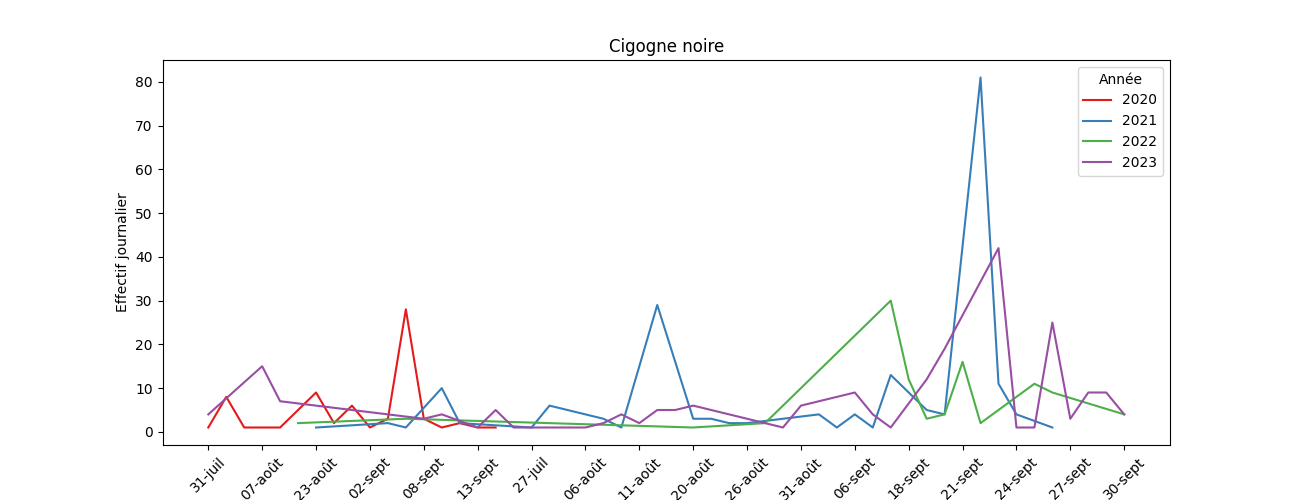 Cigogne noire
Effectif journalier
80
70
60
50
40
30
20
10
0
Année
2020
2021
2022
2023
31-juil
07-août
23-août
02-sept
08-sept
13-sept
27-juil
06-août
11-août
20-août
26-août
31-août
06-sept
18-sept
21-sept
24-sept
27-sept
30-sept